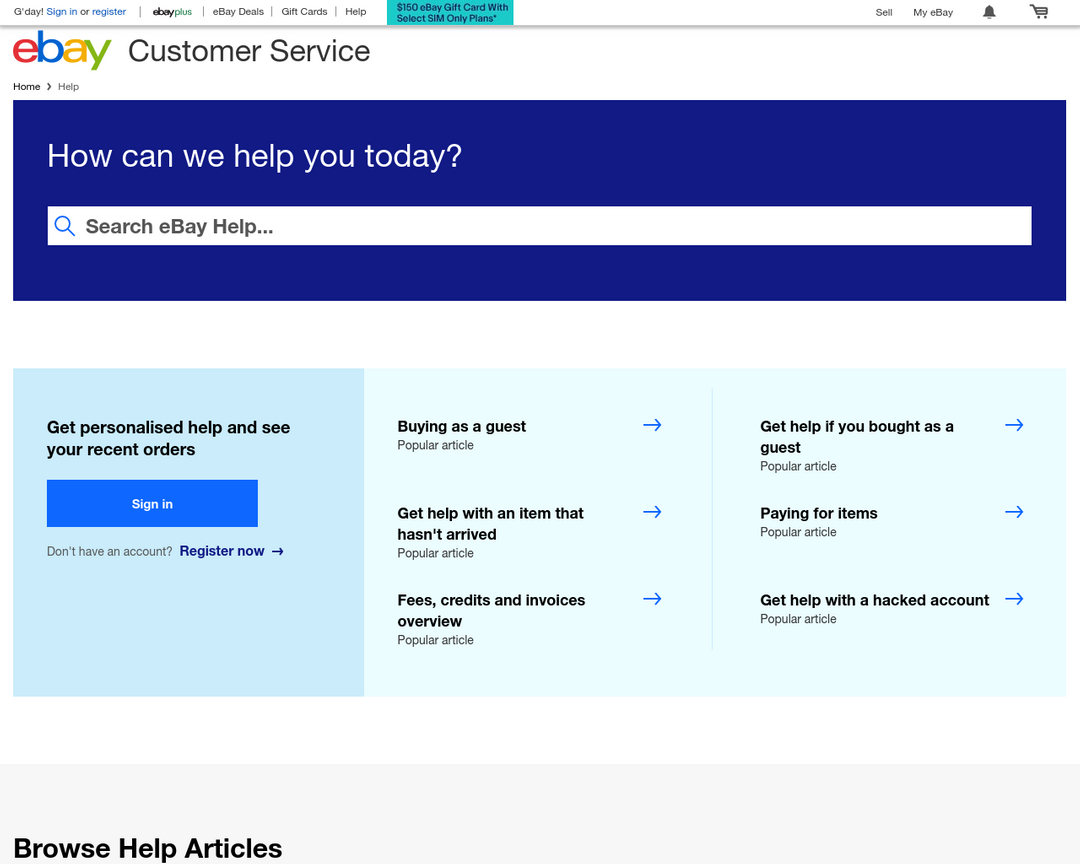 G'day! Sign in or register
ebayplus
eBay Deals
Gift Cards
Help
$150 eBay Gift Card With
Select SIM Only Plans*
Sell
My eBay
ebay Customer Service
Home
Help
How can we help you today?
Search eBay Help...
Get personalised help and see
your recent orders
Sign in
Don't have an account? Register now
Buying as a guest
Popular article
Get help if you bought as a
guest
Popular article
Get help with an item that
hasn't arrived
Popular article
Paying for items
Popular article
Fees, credits and invoices
overview
Popular article
Get help with a hacked account
Popular article
Browse Help Articles